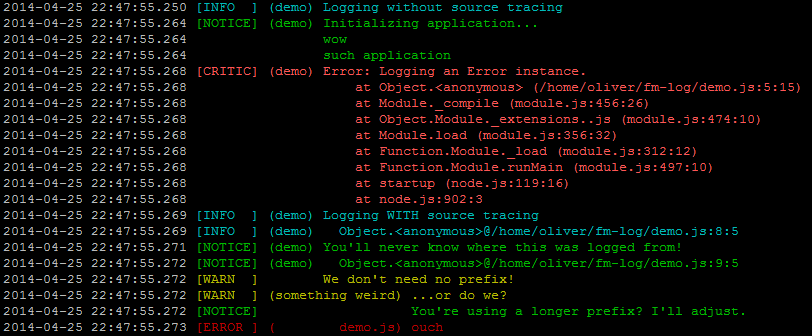 2014-04-25 22:47:55.250 [INFO  ] (demo) Logging without source tracing
2014-04-25 22:47:55.264 [NOTICE] (demo) Initializing application...
2014-04-25 22:47:55.264                 wow
2014-04-25 22:47:55.264                 such application
2014-04-25 22:47:55.268 [CRITIC] (demo) Error: Logging an Error instance.
2014-04-25 22:47:55.268                     at Object.<anonymous> (/home/oliver/fm-log/demo.js:5:15)
2014-04-25 22:47:55.268                     at Module._compile (module.js:456:26)
2014-04-25 22:47:55.268                     at Object.Module._extensions..js (module.js:474:10)
2014-04-25 22:47:55.268                     at Module.load (module.js:356:32)
2014-04-25 22:47:55.268                     at Function.Module._load (module.js:312:12)
2014-04-25 22:47:55.268                     at Function.Module.runMain (module.js:497:10)
2014-04-25 22:47:55.268                     at startup (node.js:119:16)
2014-04-25 22:47:55.268                     at node.js:902:3
2014-04-25 22:47:55.269 [INFO  ] (demo) Logging WITH source tracing
2014-04-25 22:47:55.269 [INFO  ] (demo)   Object.<anonymous>@/home/oliver/fm-log/demo.js:8:5
2014-04-25 22:47:55.271 [NOTICE] (demo) You'll never know where this was logged from!
2014-04-25 22:47:55.272 [NOTICE] (demo)   Object.<anonymous>@/home/oliver/fm-log/demo.js:9:5
2014-04-25 22:47:55.272 [WARN  ]        We don't need no prefix!
2014-04-25 22:47:55.272 [WARN  ] (something weird) ...or do we?
2014-04-25 22:47:55.272 [NOTICE]                   You're using a longer prefix? I'll adjust.
2014-04-25 22:47:55.273 [ERROR ] (        demo.js) ouch